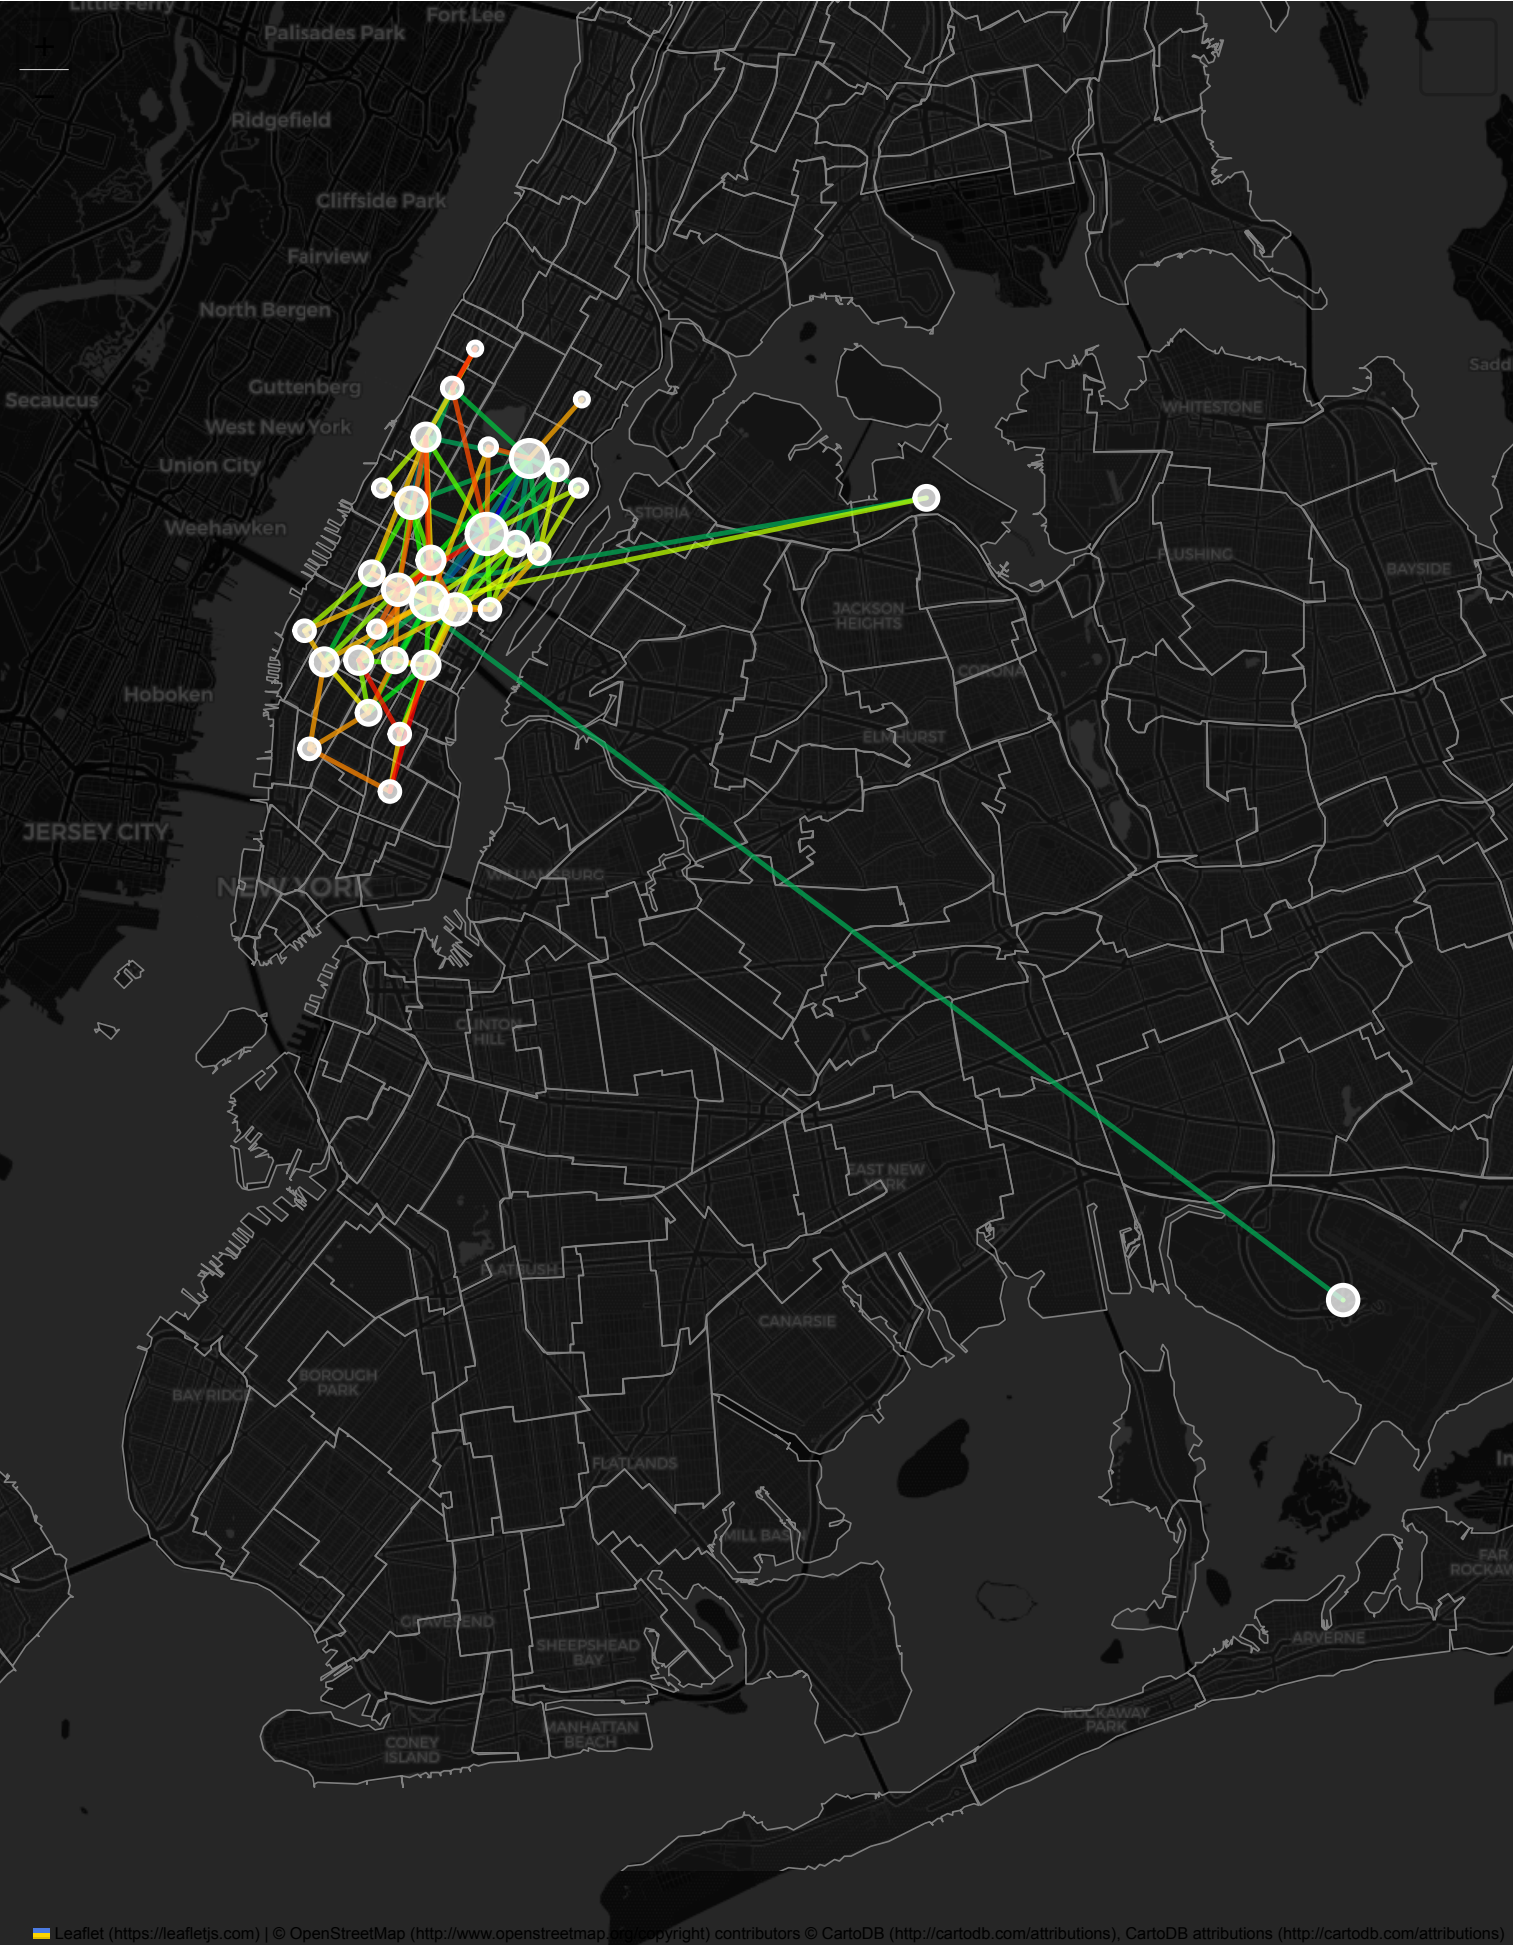 Little Ferry
Fort Lee
Palisades Park
+
Ridgefield
Cliffside Park
Fairview
North Bergen
Guttenberg
Secaucus
Sadd
WHITESTONE
West New York
Union City
ASTORIA
Weehawken
FLUSHING
BAYSIDE
JACKSON
HEIGHTS
CORONA
Hoboken
ELMHURST
JERSEY CITY
WILLIAMSBURG
NEW YORK
CLINTON
HILL
EAST NEW
YORK
FLATBUSH
CANARSIE
BOROUGH
PARK
BAY RIDGE
FLATLANDS
In
MILL BASIN
FAR
ROCKAW
GRAVESEND
SHEEPSHEAD
BAY
ARVERNE
ROCKAWAY
PARK
MANHATTAN
BEACH
CONEY
ISLAND
Leaflet (https://leafletjs.com) | © OpenStreetMap (http://www.openstreetmap.org/copyright) contributors © CartoDB (http://cartodb.com/attributions), CartoDB attributions (http://cartodb.com/attributions)